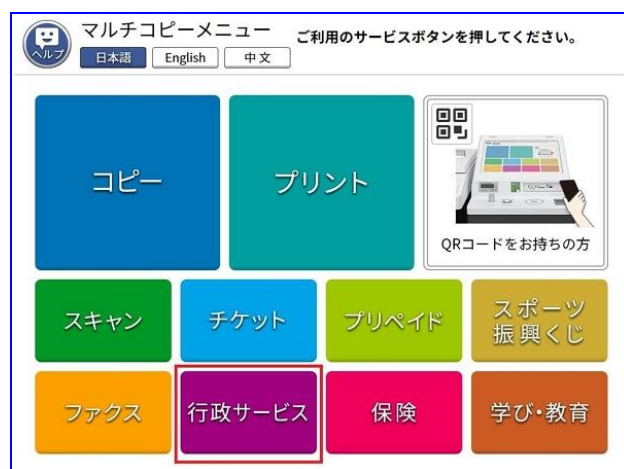 マルチコピーメニュー
ご利用のサービスボタンを押してください。
ヘルプ
日本語
English
中文
コピー
プリント
QRコードをお持ちの方
スキャン
チケット
プリペイド
スポーツ
振興くじ
ファクス
行政サービス
保険
学び・教育